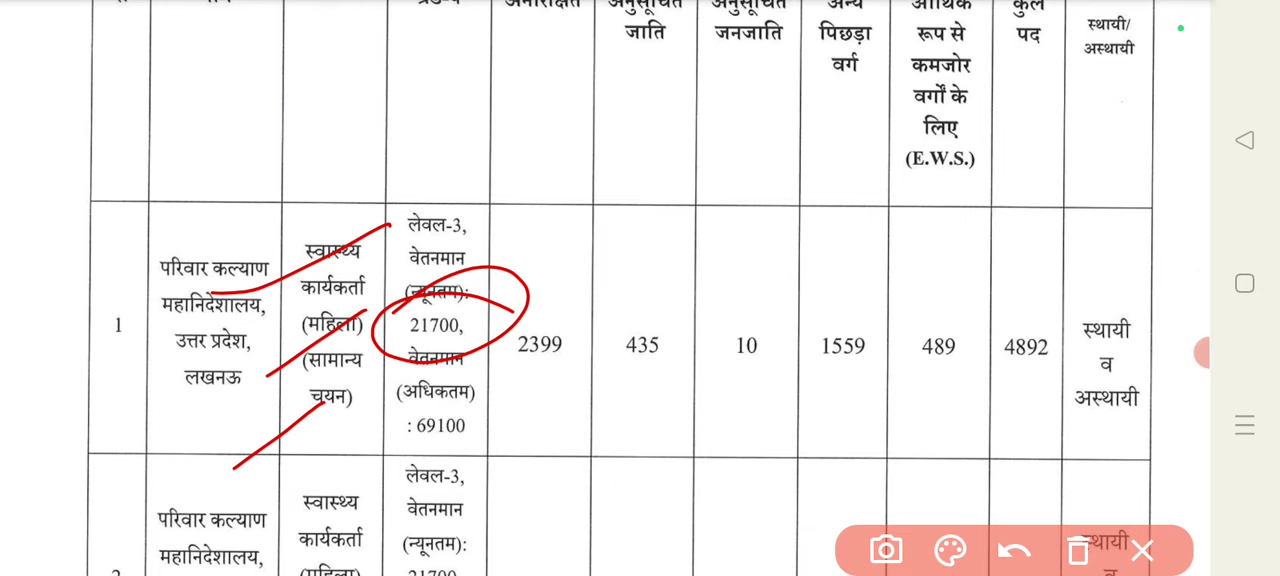 अनारक्षित
अनुसूचित
जाति
अनुसूचित
जनजाति
अन्य
पिछड़ा
वर्ग
आर्थिक
रूप से
कमजोर
वर्गों के
लिए
(E.W.S.)
कुल
पद
स्थायी/
अस्थायी
1
परिवार कल्याण
महानिदेशालय,
उत्तर प्रदेश,
लखनऊ
स्वास्थ्य
कार्यकर्ता
(महिला)
(सामान्य
चयन)
लेवल-3,
वेतनमान
(न्यूनतम):
21700,
वेतनमान
(अधिकतम)
: 69100
2399
435
10
1559
489
4892
स्थायी
व
अस्थायी
परिवार कल्याण
महानिदेशालय,
स्वास्थ्य
कार्यकर्ता
(महिला)
लेवल-3,
वेतनमान
(न्यूनतम):
21700
स्थायी
व